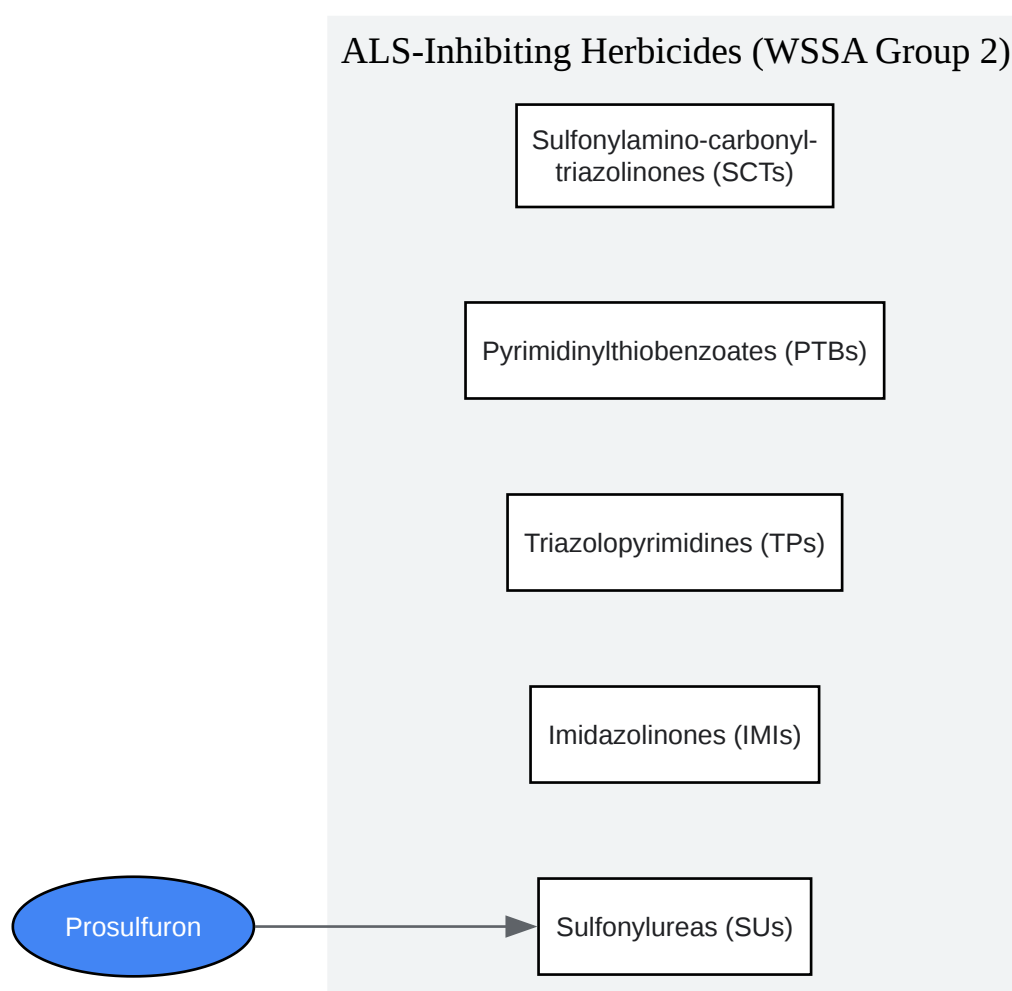 ALS-Inhibiting Herbicides (WSSA Group 2)
Sulfonylamino-carbonyl-
triazolinones (SCTs)
Pyrimidinylthiobenzoates (PTBs)
Triazolopyrimidines (TPs)
Imidazolinones (IMIs)
Prosulfuron
Sulfonylureas (SUs)